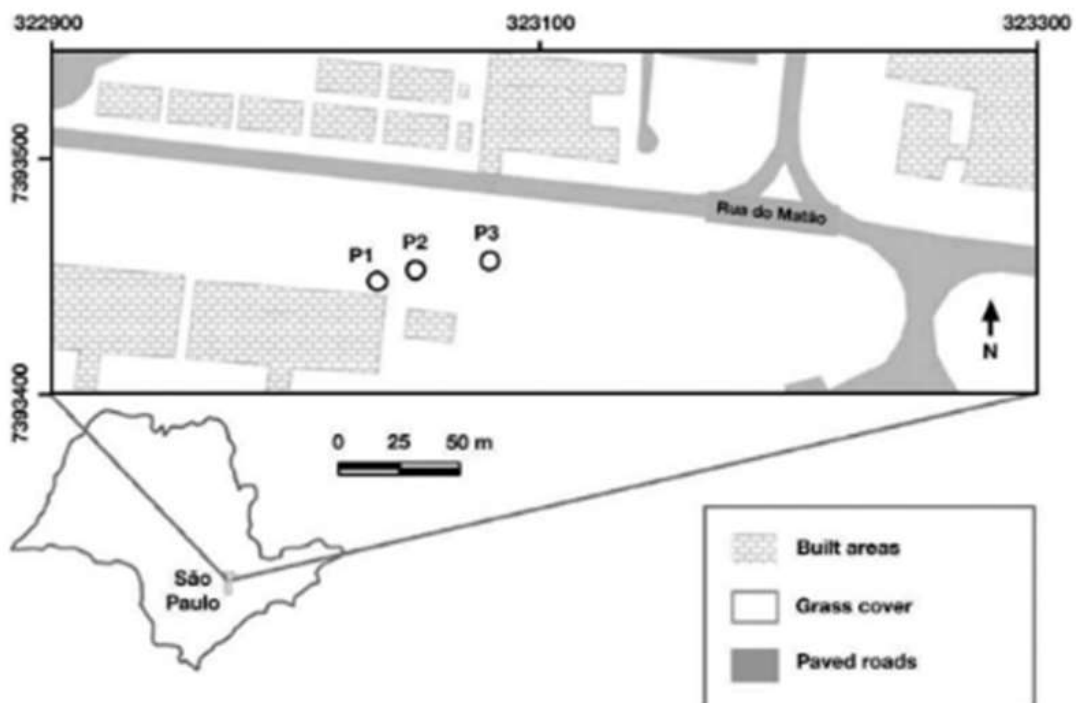 322900 323100 323300
7393500
Rua do Matão
P1 P2 P3
N
7393400
0 25 50 m
São
Paulo
Built areas
Grass cover
Paved roads